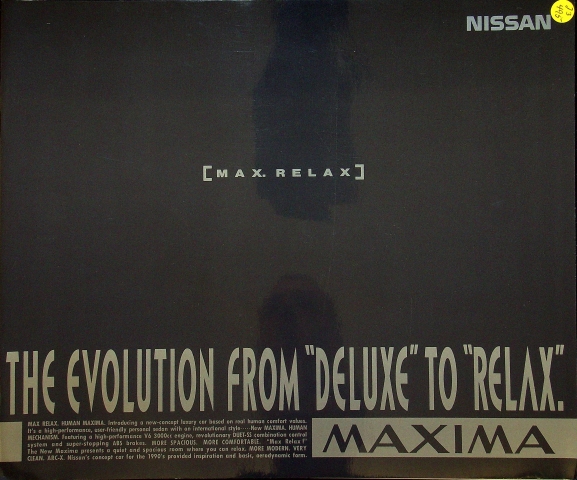 NISSAN
[MAX. RELAX]
THE EVOLUTION FROM "DELUXE" TO "RELAX".
MAX RELAX. HUMAN MAXIMA. Introducing a new-concept luxury car based on real human comfort values.
It's a high-performance, user-friendly personal sedan with an international style—New MAXIMA. HUMAN
MECHANISM. Featuring a high-performance V6 3000cc engine, revolutionary DUET-SS combination control
system and super-stopping ABS brakes. MORE SPACIOUS. MORE COMFORTABLE. "Max Relax!"
The New Maxima presents a quiet and spacious room where you can relax. MORE MODERN. VERY
CLEAN. ARC-X. Nissan's concept car for the 1990's provided inspiration and basic, aerodynamic form.
MAXIMA